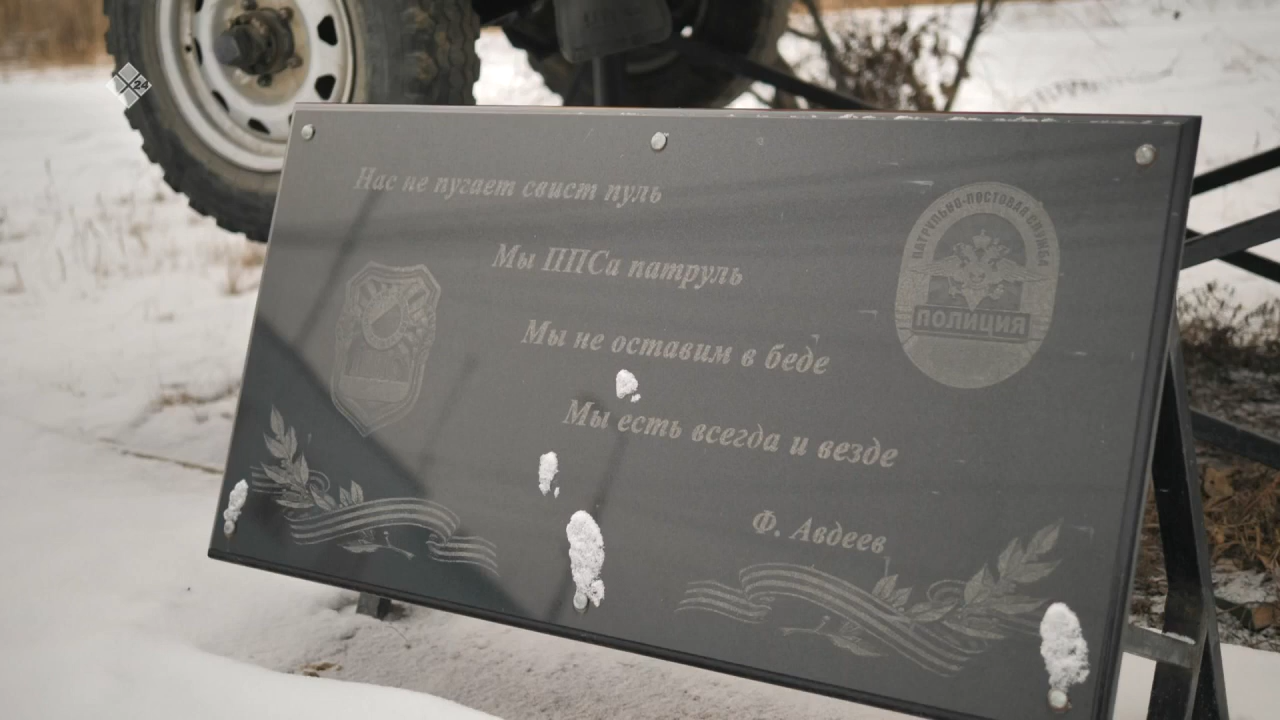 24
Нас не пугает свист пуль
Мы ППСа патруль
Мы не оставим в беде
Мы есть всегда и везде
Ф. Авдеев
ПАТРУЛЬНО-ПОСТОВАЯ СЛУЖБА
ПОЛИЦИЯ